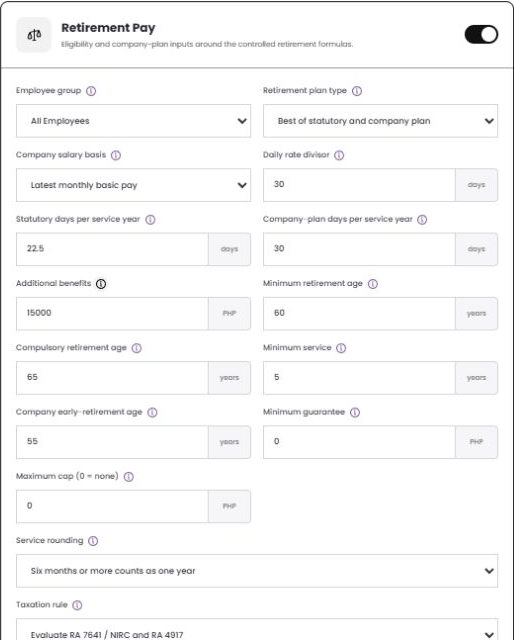 Retirement Pay
Eligibility and company-plan inputs around the controlled retirement formulas.
Employee group
Retirement plan type
All Employees
Best of statutory and company plan
Company salary basis
Daily rate divisor
Latest monthly basic pay
30 days
Statutory days per service year
Company-plan days per service year
22.5 days
30 days
Additional benefits
Minimum retirement age
15000 PHP
60 years
Compulsory retirement age
Minimum service
65 years
5 years
Company early-retirement age
Minimum guarantee
55 years
0 PHP
Maximum cap (0 = none)
0 PHP
Service rounding
Six months or more counts as one year
Taxation rule
Evaluate RA 7641 / NIRC and RA 4917